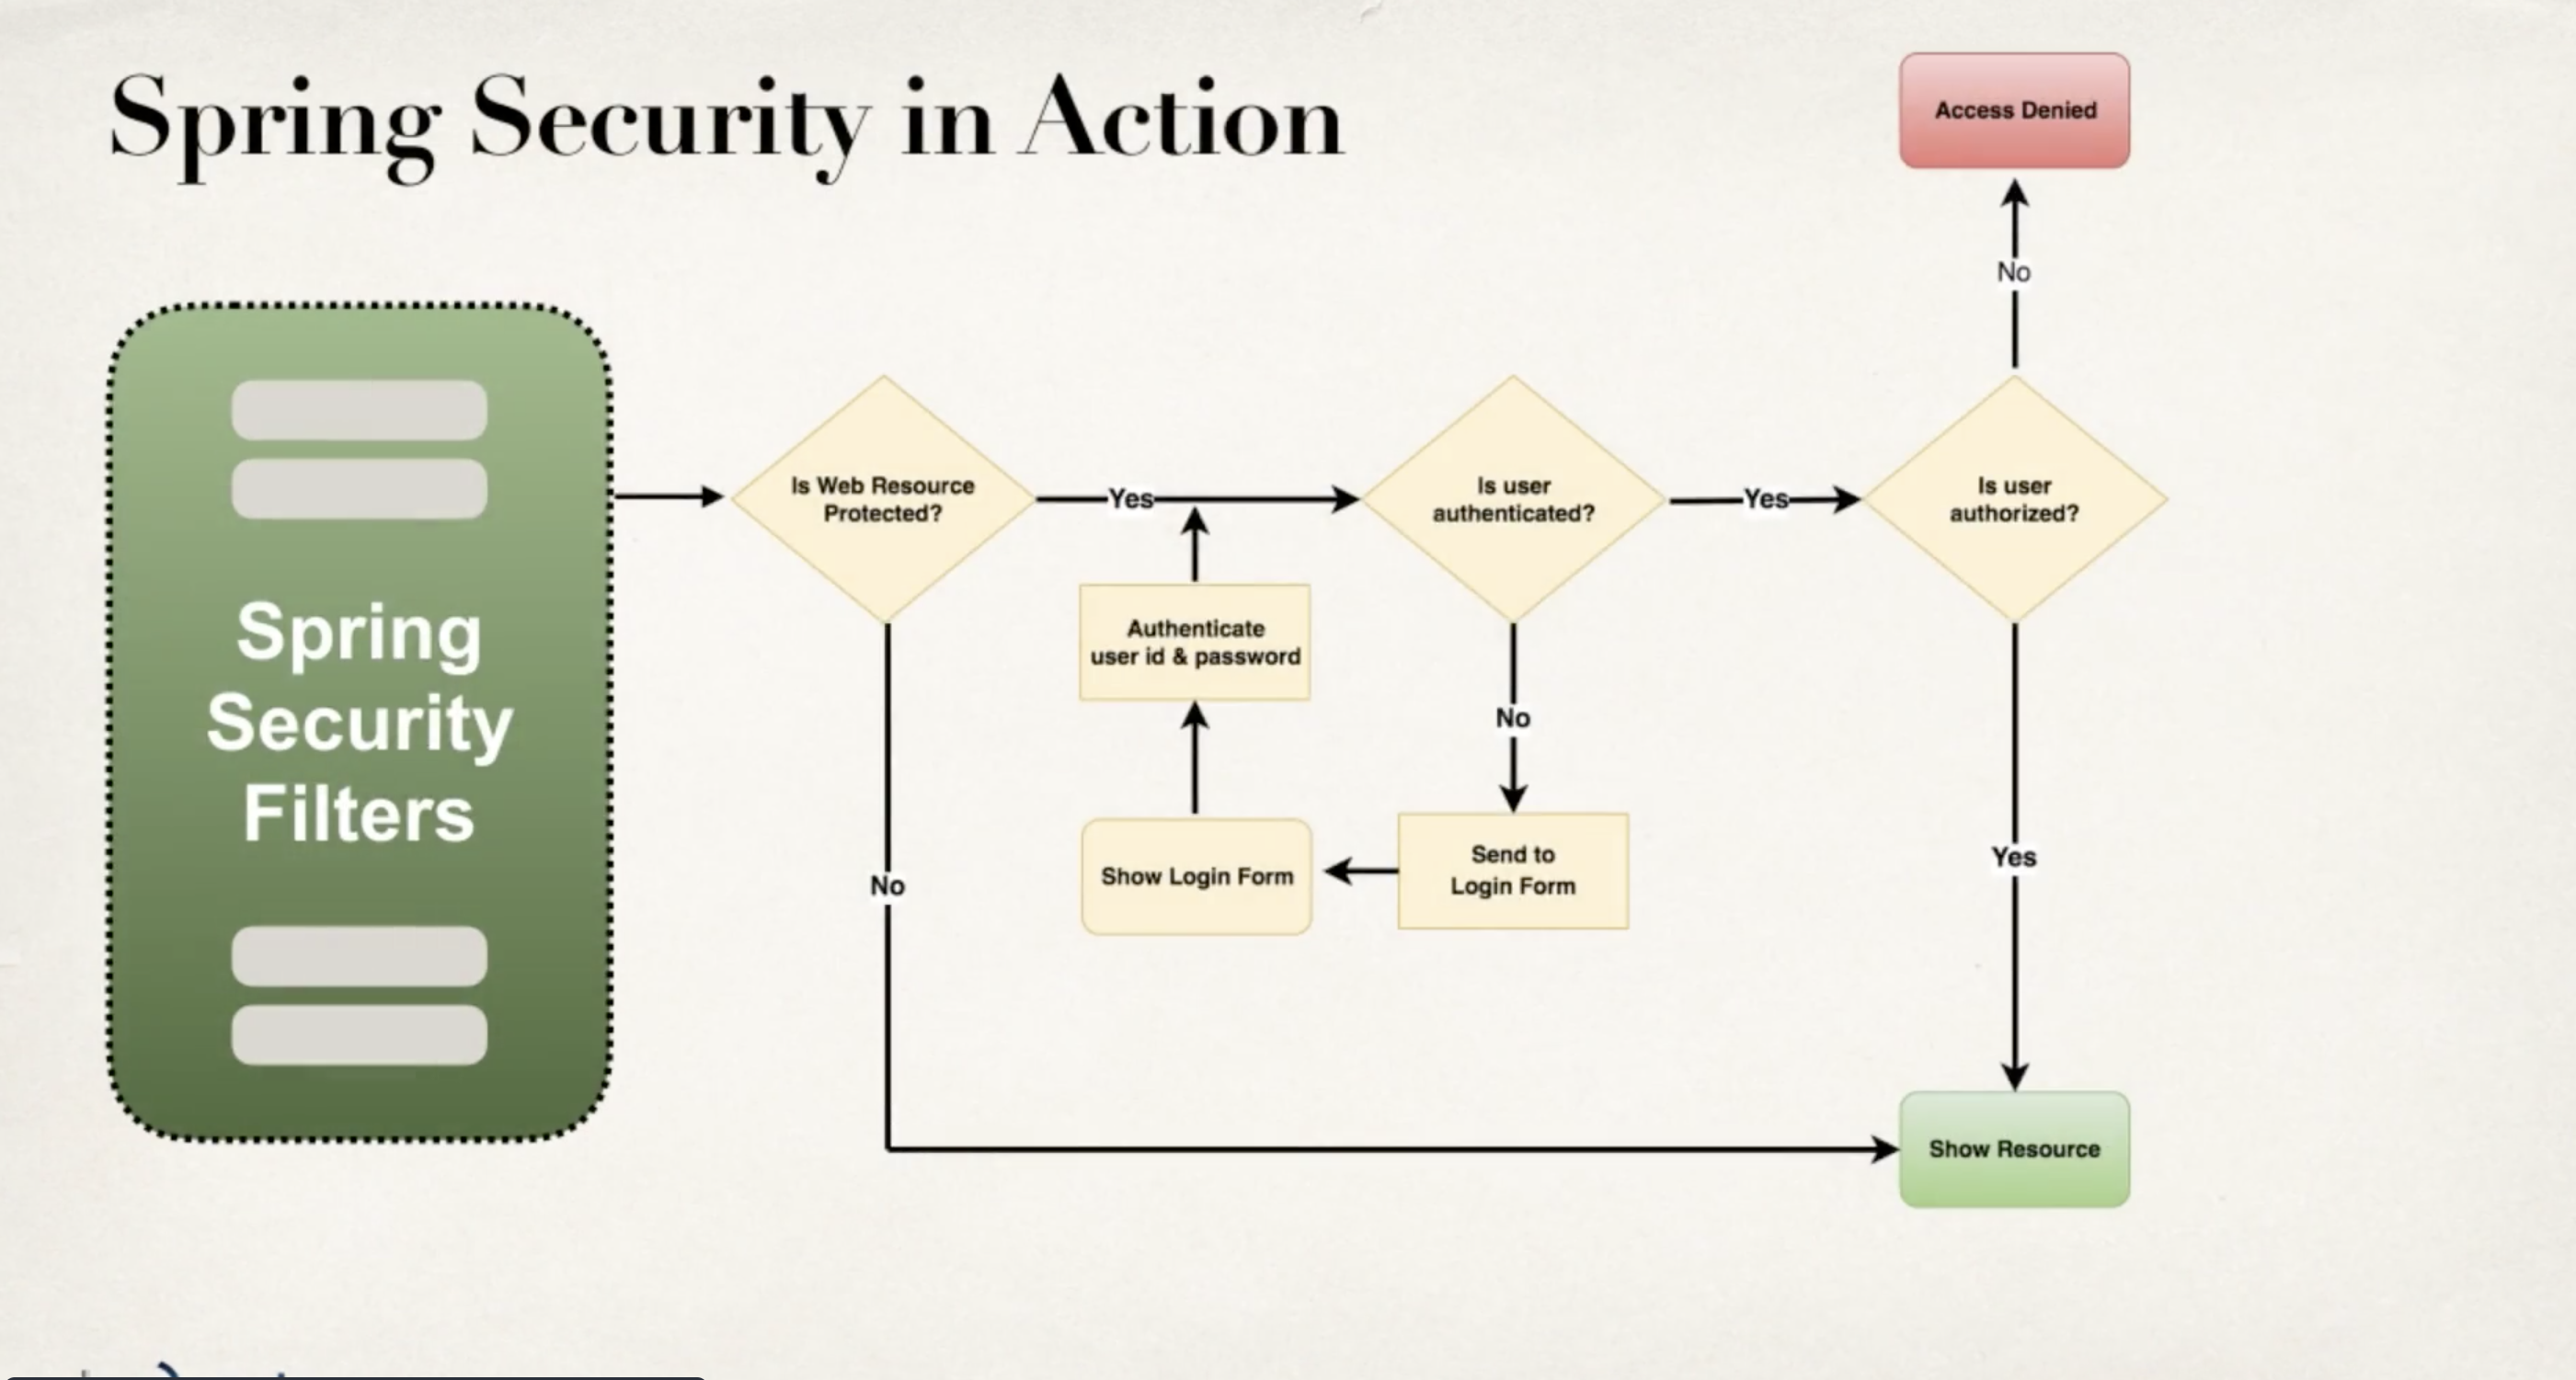 Spring Security in Action
Access Denied
No
Spring
Security
Filters
Is Web Resource
Protected?
Yes
Is user
authenticated?
Yes
Is user
authorized?
Authenticate
user id & password
No
Show Login Form
Send to
Login Form
No
Yes
Show Resource